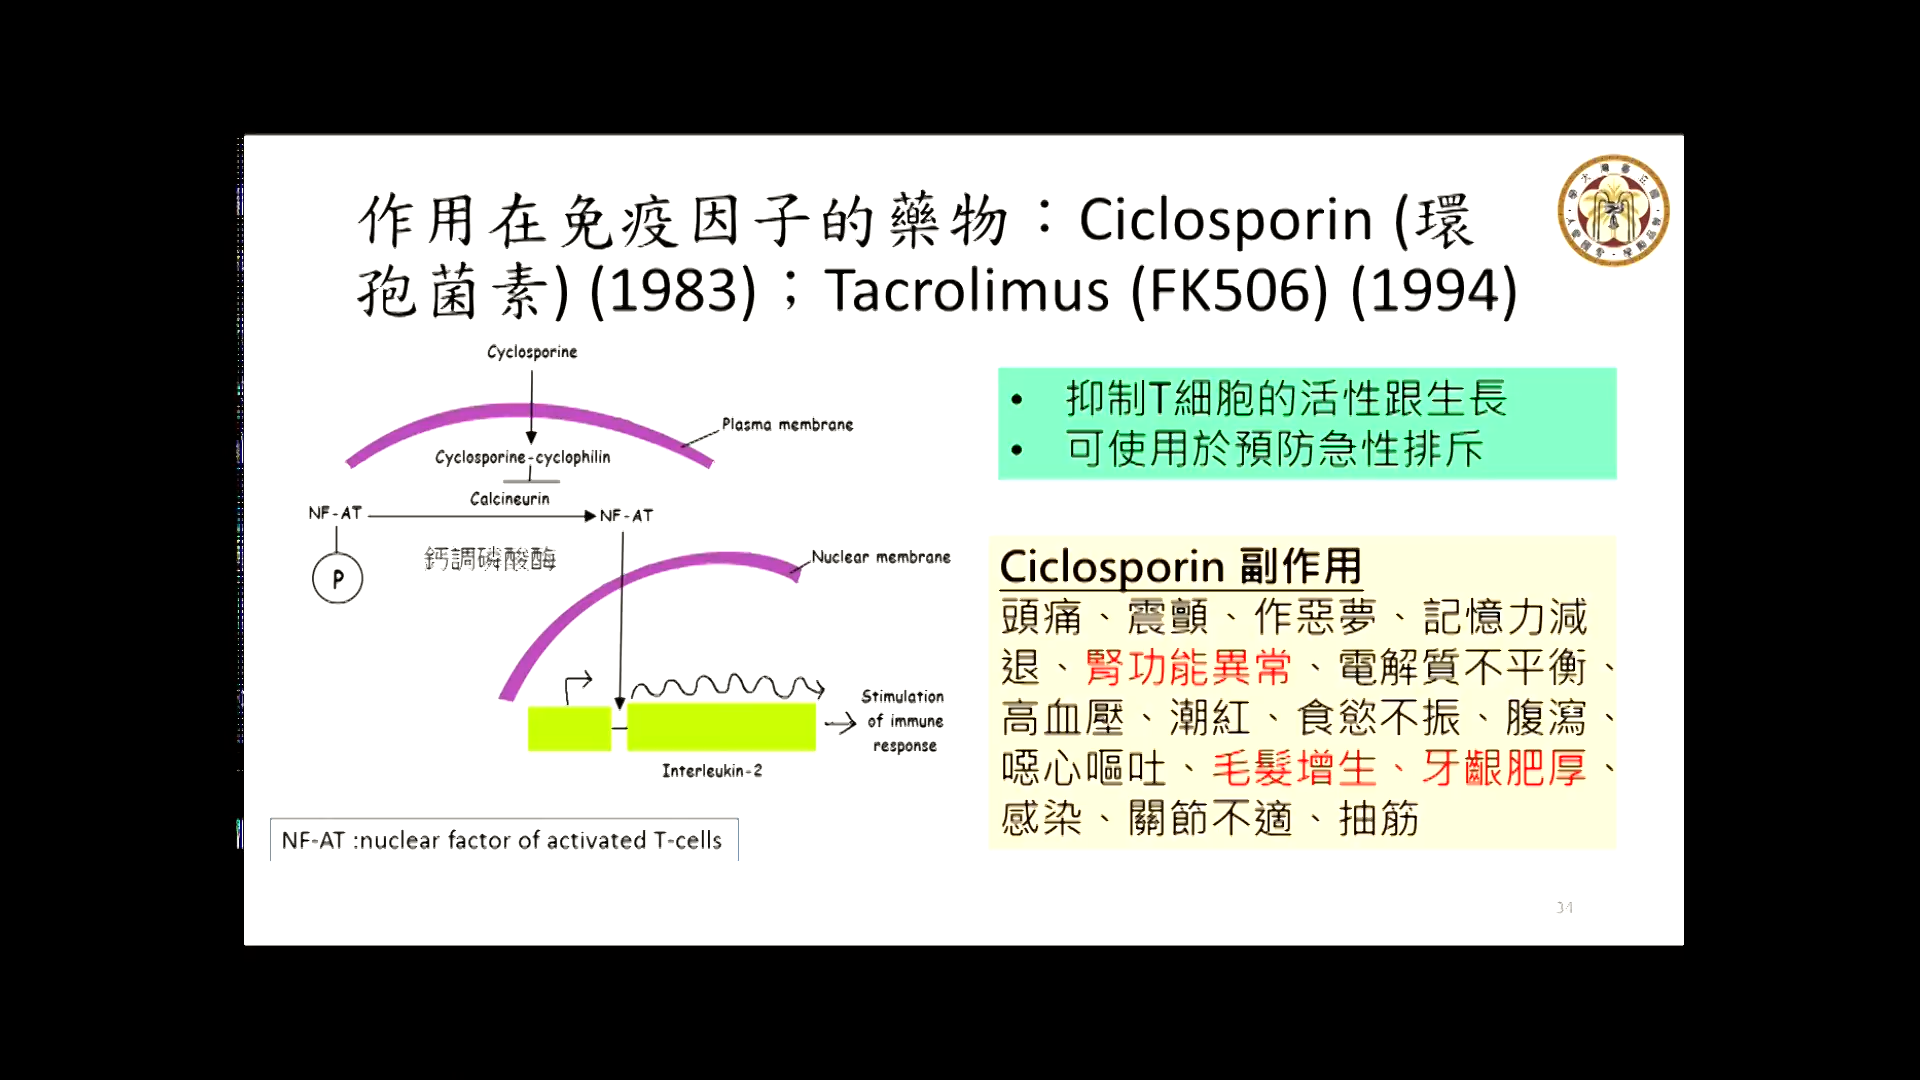 作用在免疫因子的藥物：Ciclosporin (環
孢菌素) (1983)；Tacrolimus (FK506) (1994)
Cyclosporine
Plasma membrane
Cyclosporine-cyclophilin
Calcineurin
NF-AT
NF-AT
鈣調磷酸酶
P
Nuclear membrane
Stimulation
of immune
response
Interleukin-2
NF-AT :nuclear factor of activated T-cells
• 抑制T細胞的活性跟生長
• 可使用於預防急性排斥
Ciclosporin 副作用
頭痛、震顫、作惡夢、記憶力減
退、腎功能異常、電解質不平衡、
高血壓、潮紅、食慾不振、腹瀉、
噁心嘔吐、毛髮增生、牙齦肥厚、
感染、關節不適、抽筋
34